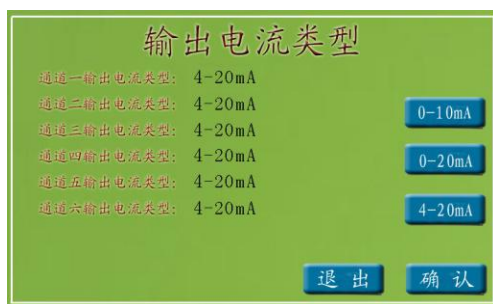 输出电流类型
通道一输出电流类型: 4-20mA
通道二输出电流类型: 4-20mA
通道三输出电流类型: 4-20mA
通道四输出电流类型: 4-20mA
通道五输出电流类型: 4-20mA
通道六输出电流类型: 4-20mA
0-10mA
0-20mA
4-20mA
退出
确认